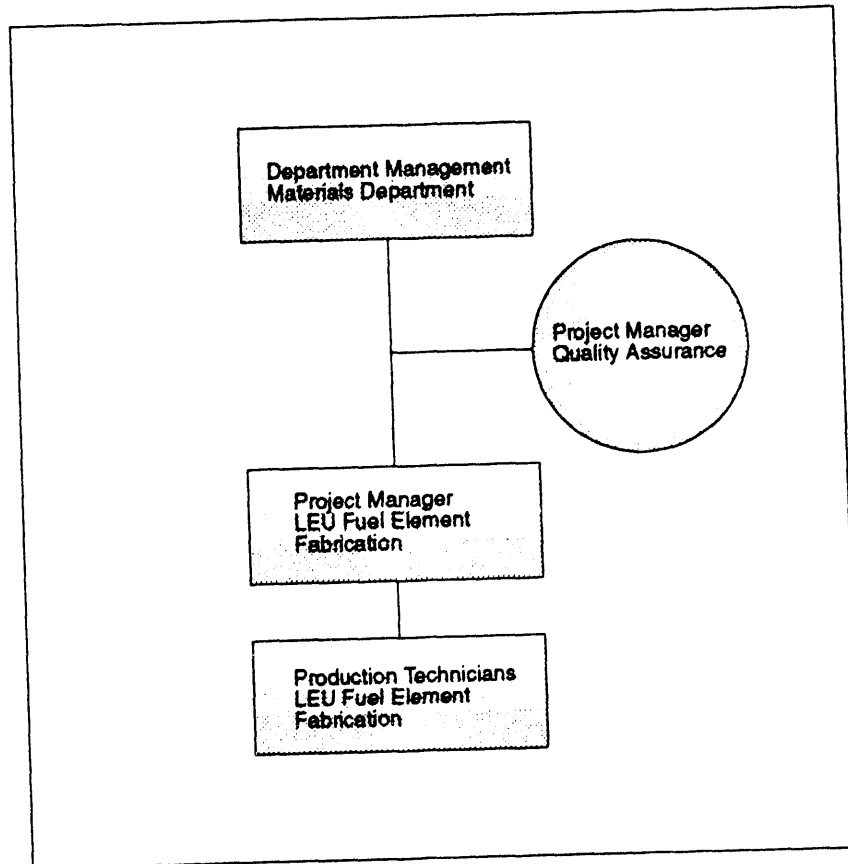 Department Management
Materials Department
Project Manager
Quality Assurance
Project Manager
LEU Fuel Element
Fabrication
Production Technicians
LEU Fuel Element
Fabrication